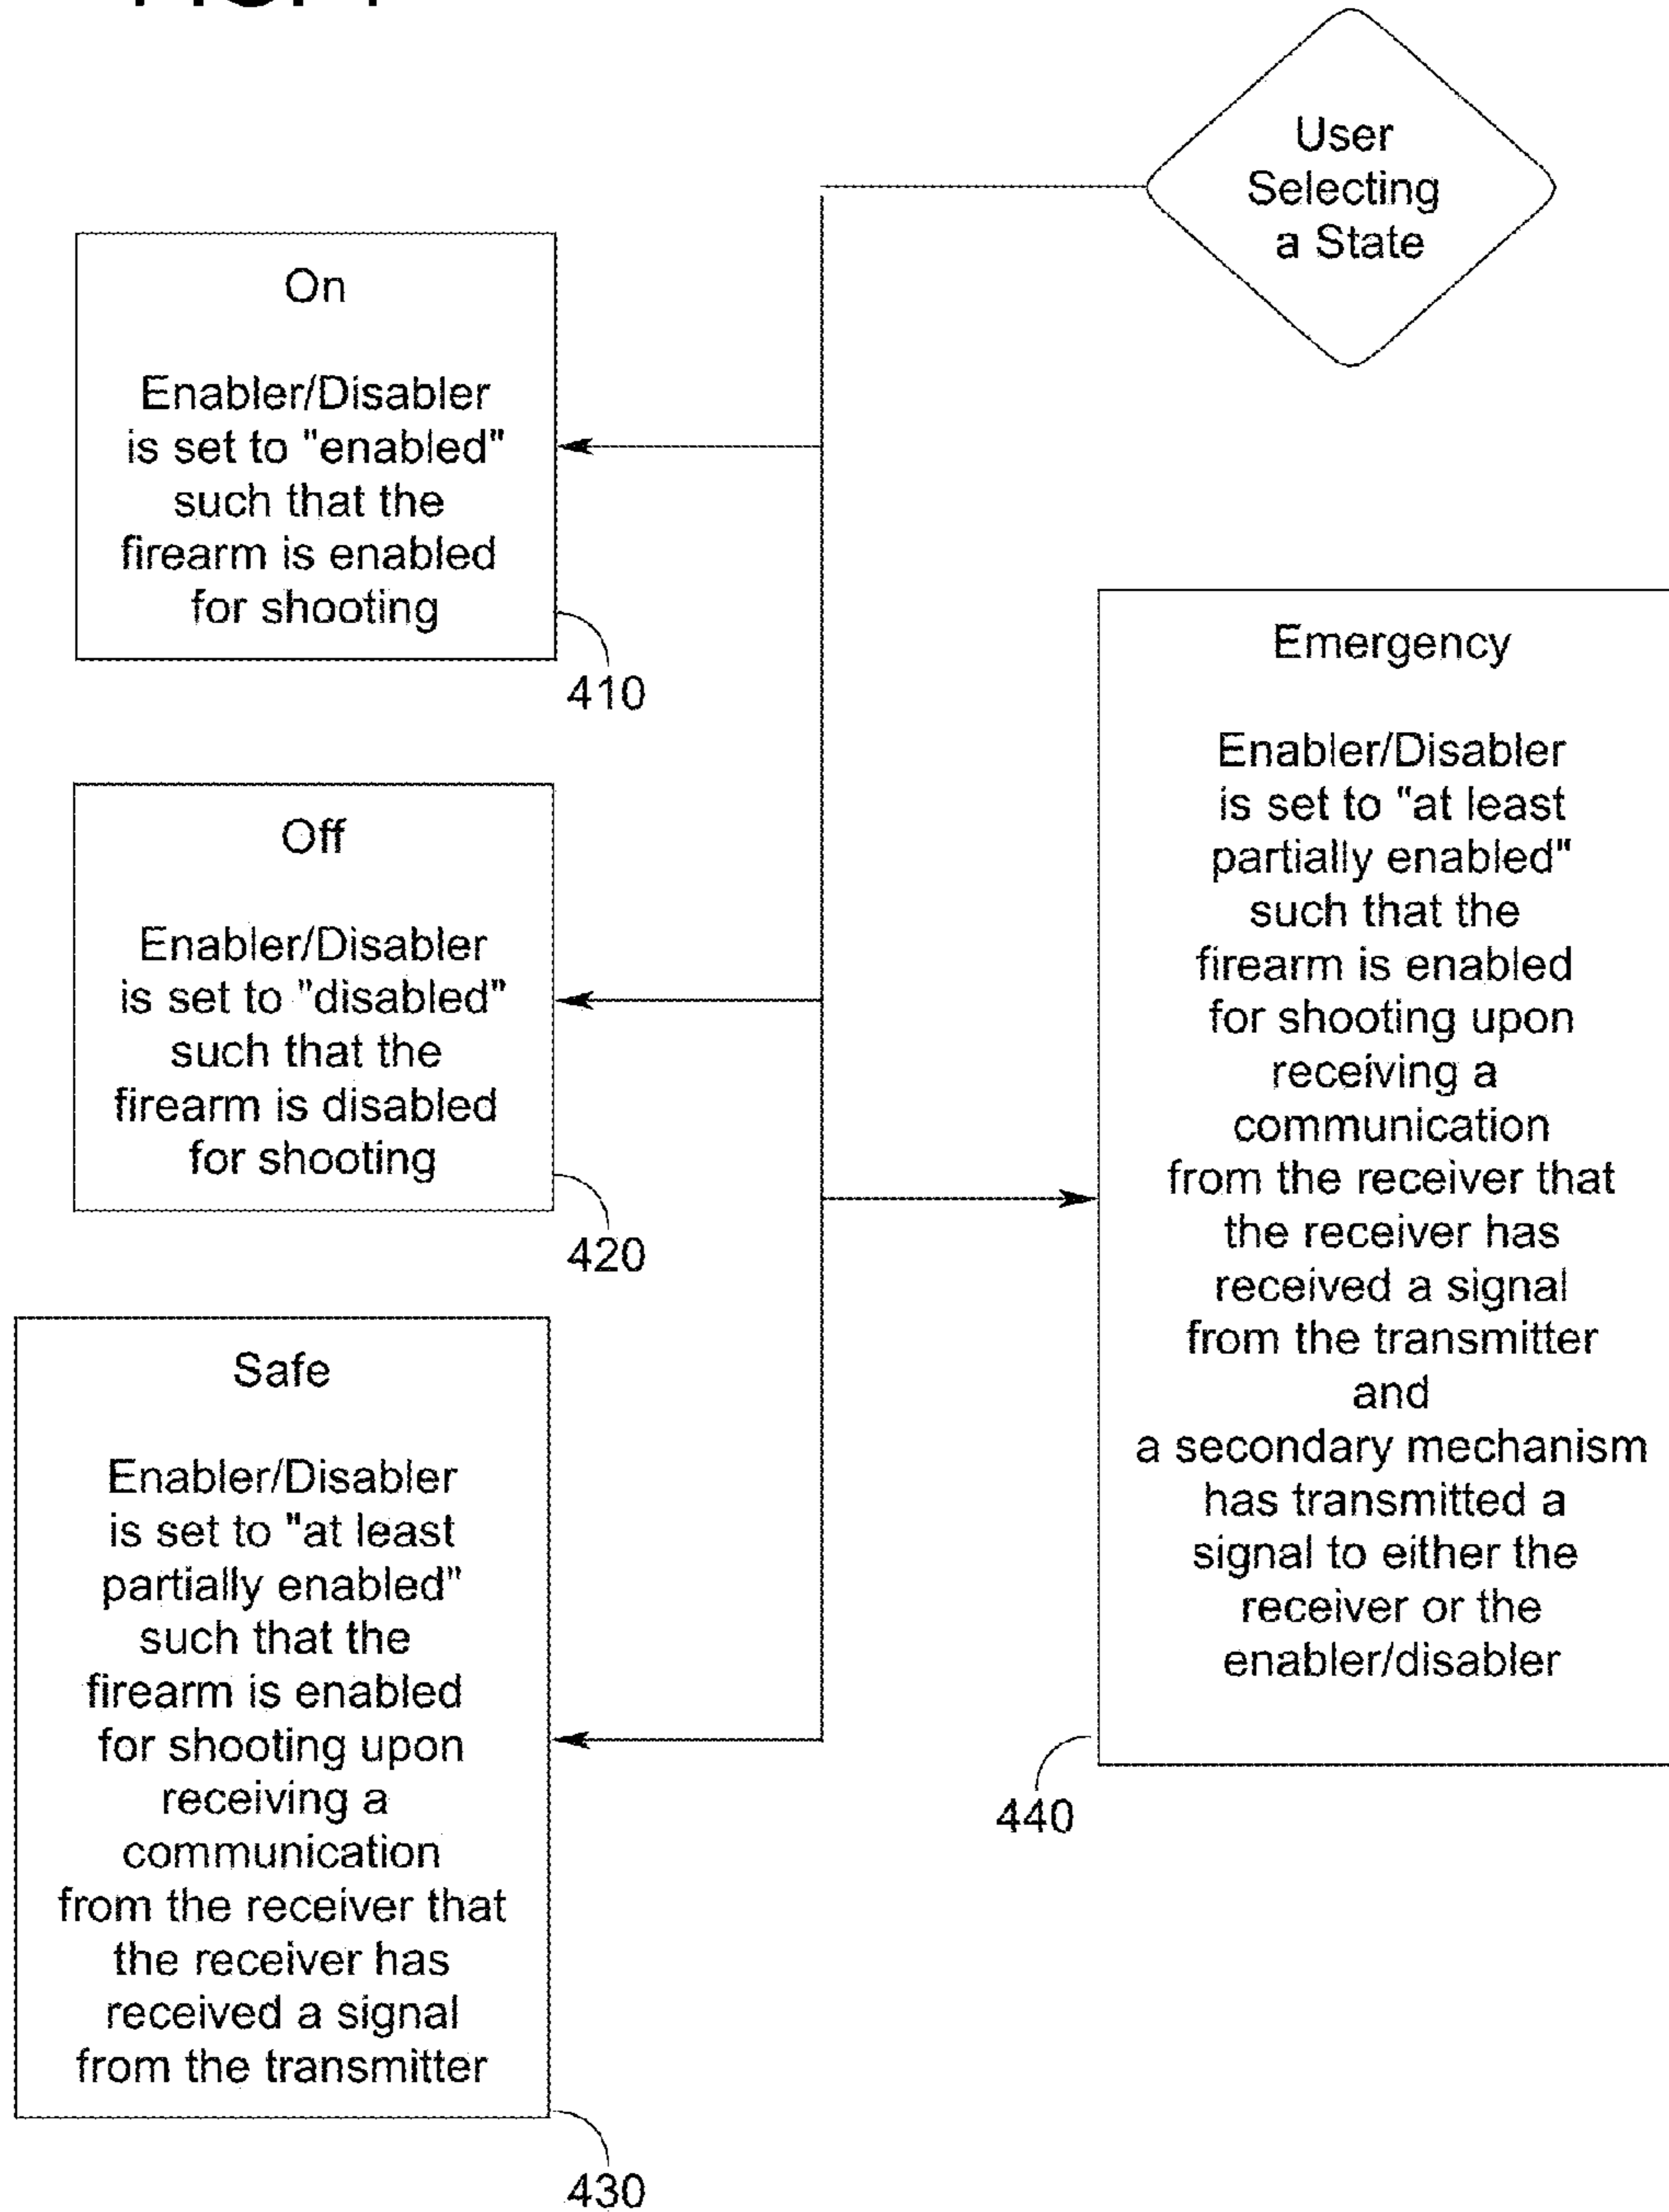 User
Selecting
a State
On
Enabler/Disabler
is set to "enabled"
such that the
firearm is enabled
for shooting
410
Off
Enabler/Disabler
is set to "disabled"
such that the
firearm is disabled
for shooting
420
Safe
Enabler/Disabler
is set to "at least
partially enabled"
such that the
firearm is enabled
for shooting upon
receiving a
communication
from the receiver that
the receiver has
received a signal
from the transmitter
430
Emergency
Enabler/Disabler
is set to "at least
partially enabled"
such that the
firearm is enabled
for shooting upon
receiving a
communication
from the receiver that
the receiver has
received a signal
from the transmitter
and
a secondary mechanism
has transmitted a
signal to either the
receiver or the
enabler/disabler
440